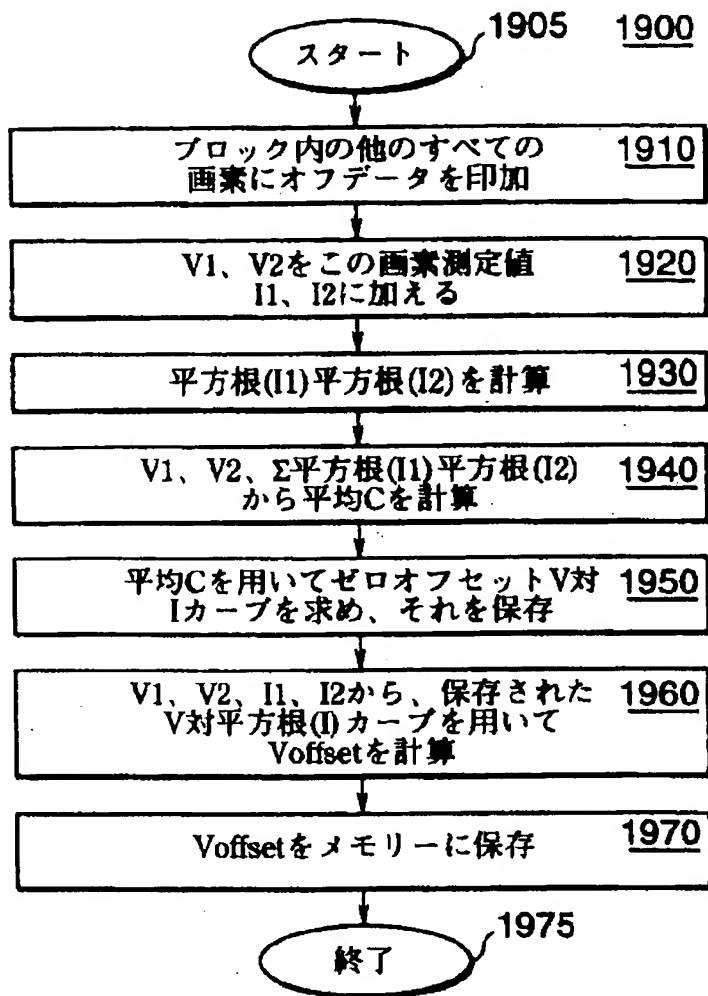 1905
1900
スタート
ブロック内の他のすべての
画素にオフデータを印加
1910
V1、V2をこの画素測定値
I1、I2に加える
1920
平方根(I1)平方根(I2)を計算
1930
V1、V2、Σ平方根(I1)平方根(I2)
から平均Cを計算
1940
平均Cを用いてゼロオフセットV対
Iカーブを求め、それを保存
1950
V1、V2、I1、I2から、保存された
V対平方根(I)カーブを用いて
Voffsetを計算
1960
Voffsetをメモリーに保存
1970
1975
終了